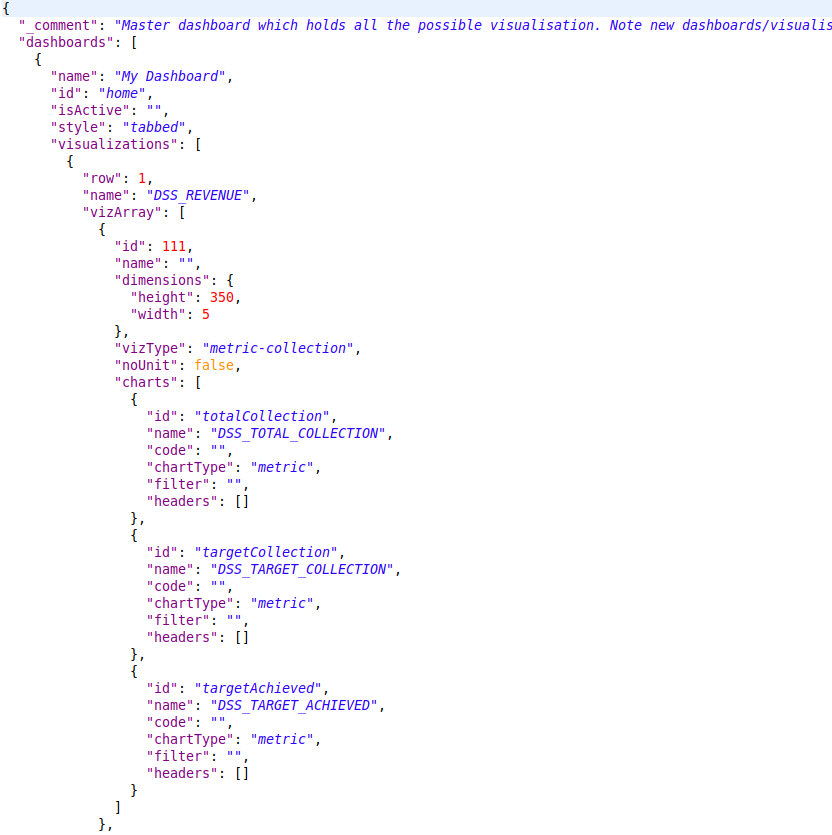 {
  "_comment": "Master dashboard which holds all the possible visualisation. Note new dashboards/visualis
  "dashboards": [
    {
      "name": "My Dashboard",
      "id": "home",
      "isActive": "",
      "style": "tabbed",
      "visualizations": [
        {
          "row": 1,
          "name": "DSS_REVENUE",
          "vizArray": [
            {
              "id": 111,
              "name": "",
              "dimensions": {
                "height": 350,
                "width": 5
              },
              "vizType": "metric-collection",
              "noUnit": false,
              "charts": [
                {
                  "id": "totalCollection",
                  "name": "DSS_TOTAL_COLLECTION",
                  "code": "",
                  "chartType": "metric",
                  "filter": "",
                  "headers": []
                },
                {
                  "id": "targetCollection",
                  "name": "DSS_TARGET_COLLECTION",
                  "code": "",
                  "chartType": "metric",
                  "filter": "",
                  "headers": []
                },
                {
                  "id": "targetAchieved",
                  "name": "DSS_TARGET_ACHIEVED",
                  "code": "",
                  "chartType": "metric",
                  "filter": "",
                  "headers": []
                }
              ]
            },